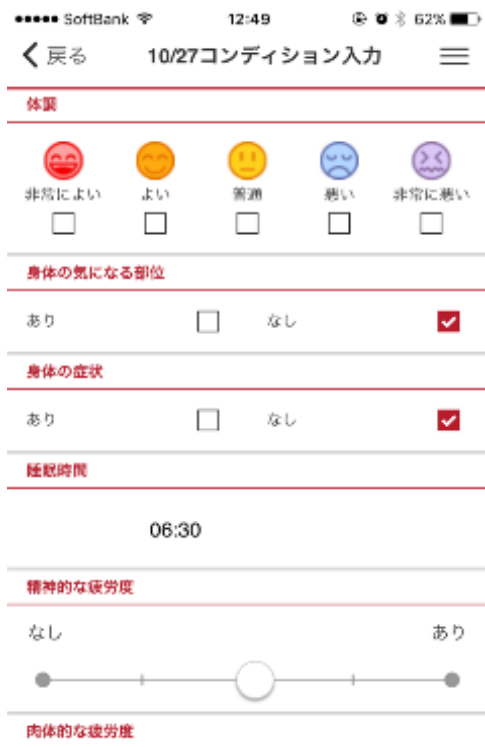 SoftBank 12:49 62%
戻る 10/27コンディション入力
体調
非常によい よい 普通 悪い 非常に悪い
身体の気になる部位
あり なし
身体の症状
あり なし
睡眠時間
06:30
精神的な疲労度
なし あり
肉体的な疲労度